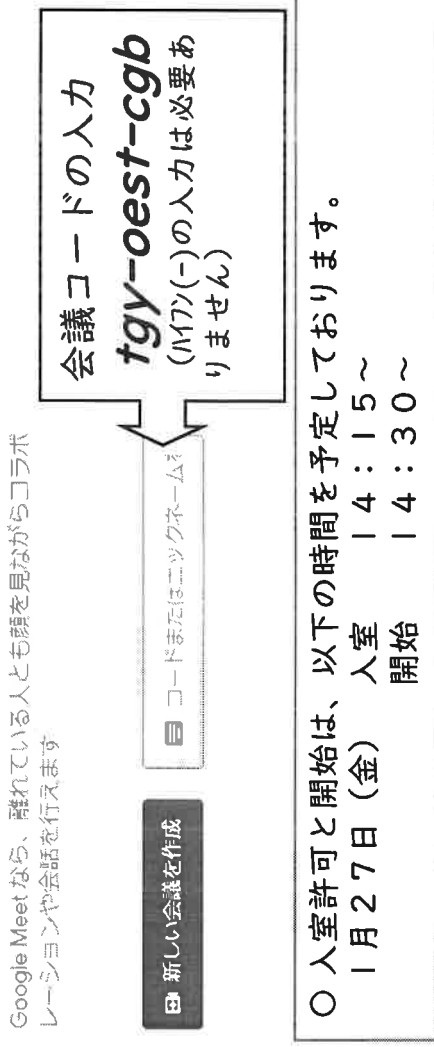 Google Meetなら、離れている人とも顔を見ながらコラボ
レーションや会話を行えます
新しい会議を作成
コードまたはニックネームを
会議コードの入力
tgy-oest-cgb
(ハイフン(-)の入力は必要あ
りません)
〇入室許可と開始は、以下の時間を予定しております。
1月27日(金) 入室 14:15~
開始 14:30~